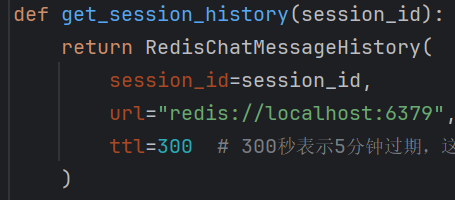 def get_session_history(session_id):
    return RedisChatMessageHistory(
        session_id=session_id,
        url="redis://localhost:6379",
        ttl=300  # 300秒表示5分钟过期，这
    )